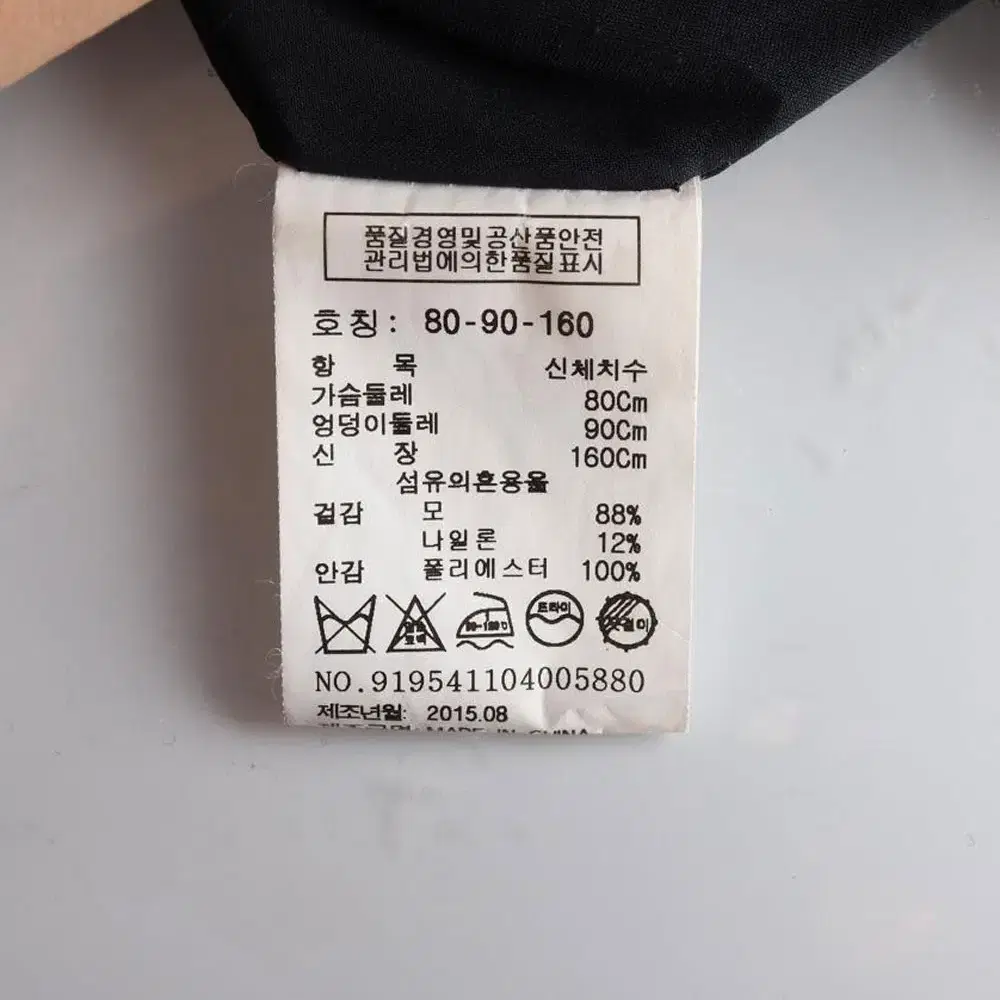 품질경영및공산품안전
관리법에의한품질표시
호칭: 80-90-160
항 목 신체치수
가슴둘레 80Cm
엉덩이둘레 90Cm
신 장 160Cm
섬유의혼용율
겉감 모 88%
나일론 12%
안감 폴리에스터 100%
드라이
NO.919541104005880
제조년월: 2015.08
MADE IN CHINA